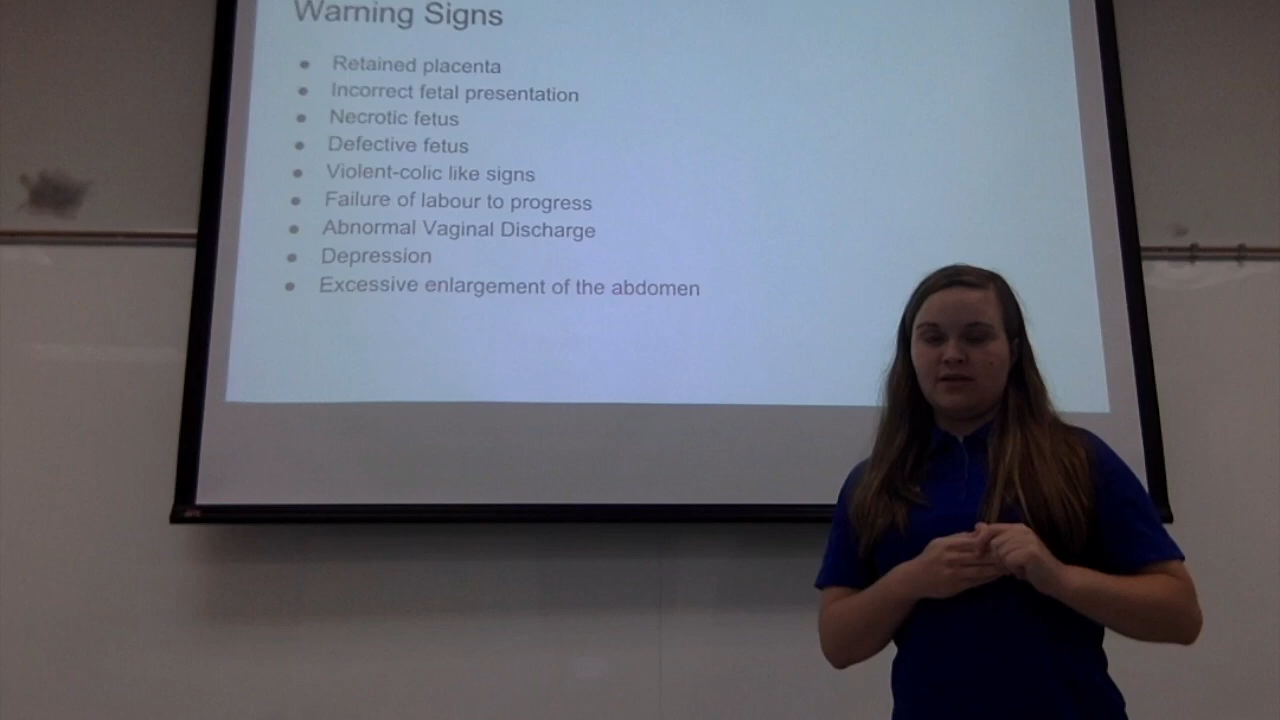 Warning Signs
Retained placenta
Incorrect fetal presentation
Necrotic fetus
Defective fetus
Violent-colic like signs
Failure of labour to progress
Abnormal Vaginal Discharge
Depression
Excessive enlargement of the abdomen